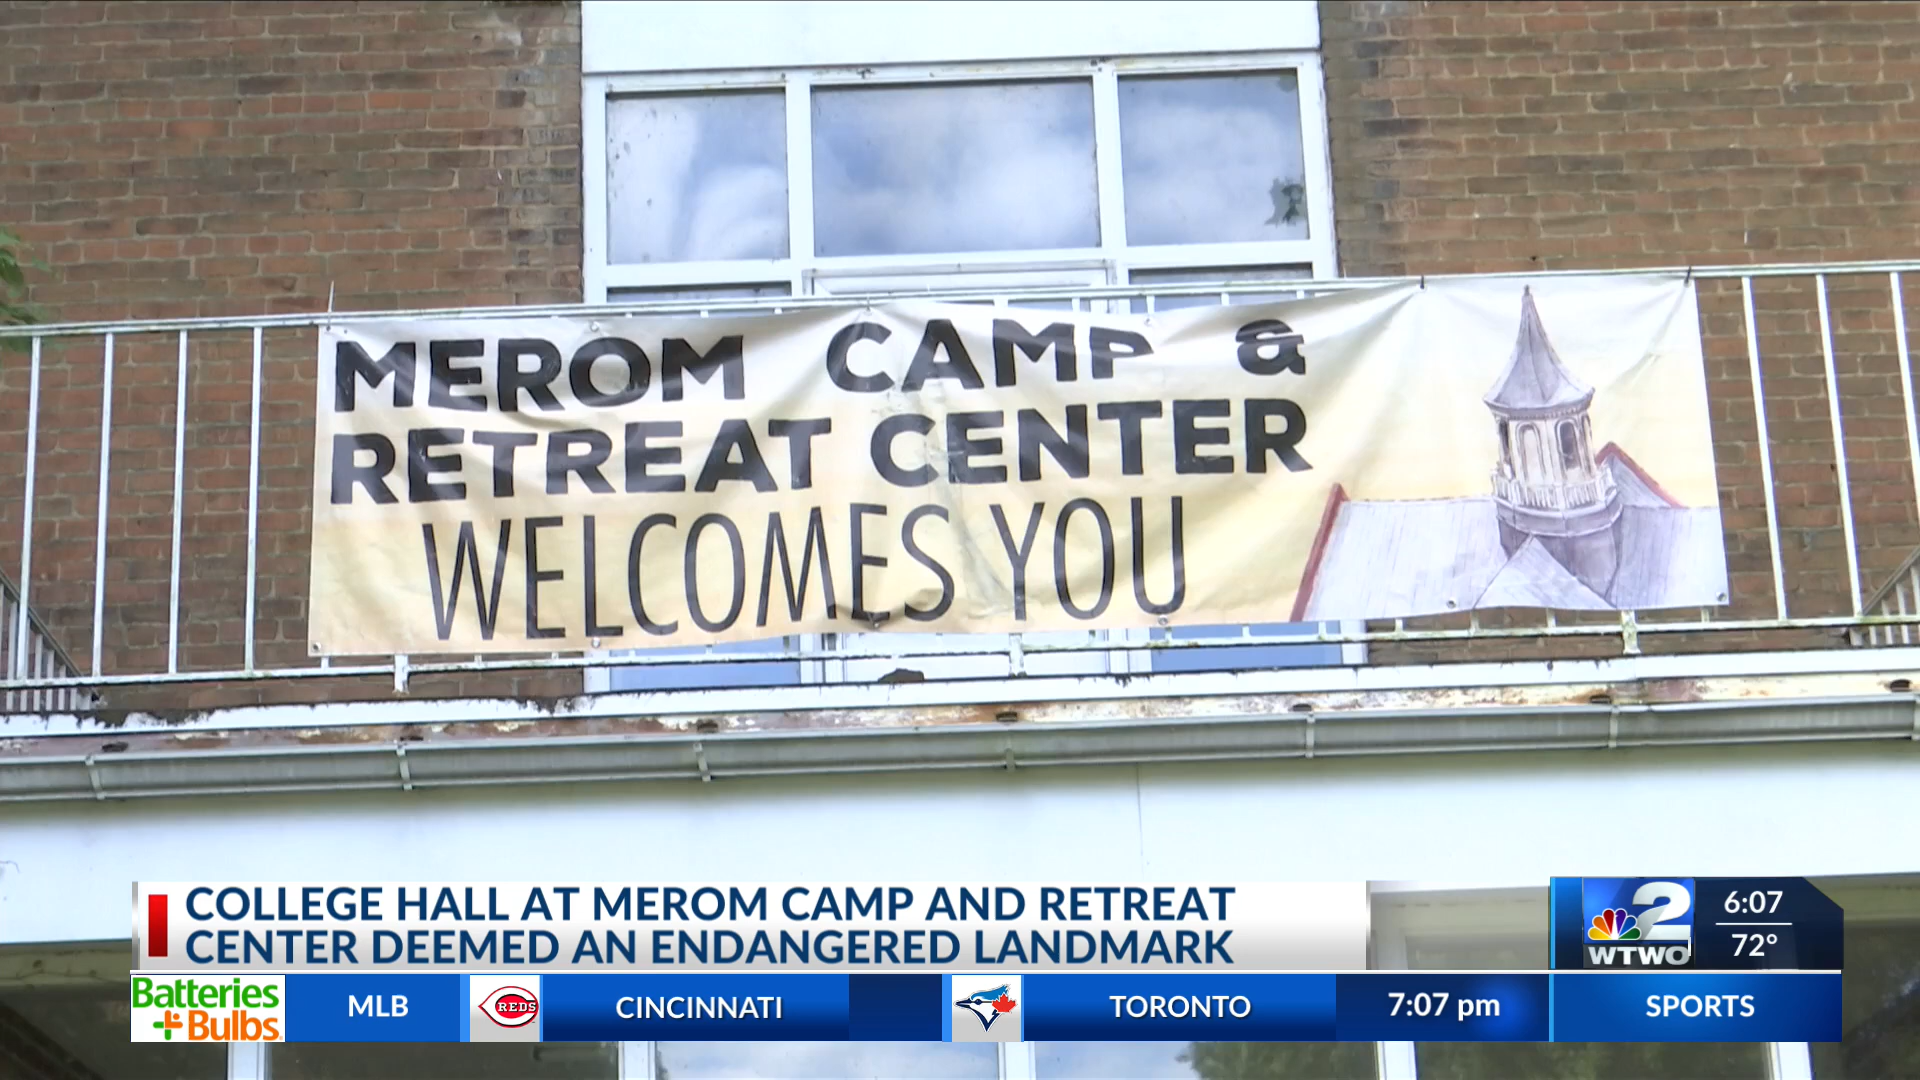 MEROM CAMP &
RETREAT CENTER
WELCOMES YOU
COLLEGE HALL AT MEROM CAMP AND RETREAT
CENTER DEEMED AN ENDANGERED LANDMARK
2
WTWO
6:07
72°
Batteries
+ Bulbs
MLB
REDS
CINCINNATI
TORONTO
7:07 pm
SPORTS